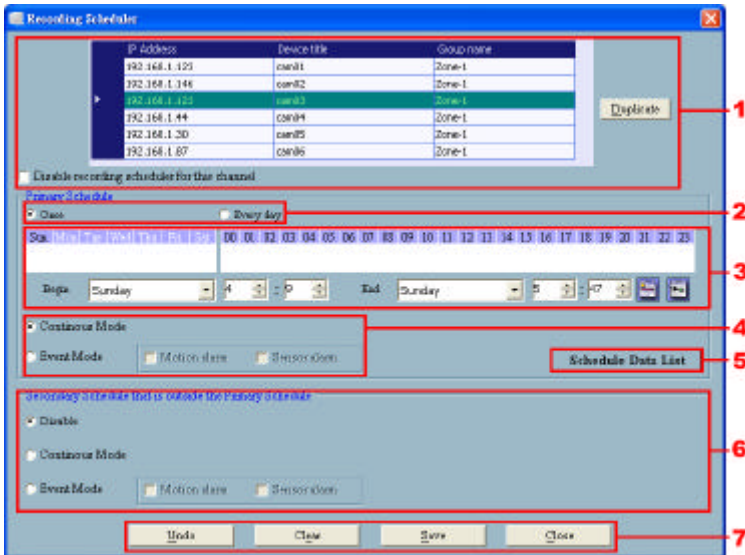 Recording Scheduler
IP Address Device title Group name
192.168.1.123 cam01 Zone-1
192.168.1.146 cam02 Zone-1
192.168.1.123 cam03 Zone-1
192.168.1.44 cam04 Zone-1
192.168.1.30 cam05 Zone-1
192.168.1.87 cam06 Zone-1
Duplicate
1
Disable recording scheduler for this channel
Primary Schedule
Once Every day
2
Sun Mon Tue Wed Thu Fri Sat 00 01 02 03 04 05 06 07 08 09 10 11 12 13 14 15 16 17 18 19 20 21 22 23
3
Begin Sunday 4 : 9 End Sunday 5 : 47
Continous Mode
4
Event Mode Motion alarm Sensor alarm
Schedule Data List
5
Secondary Schedule that is outside the Primary Schedule
Disable
Continous Mode
6
Event Mode Motion alarm Sensor alarm
Undo Clear Save Close
7